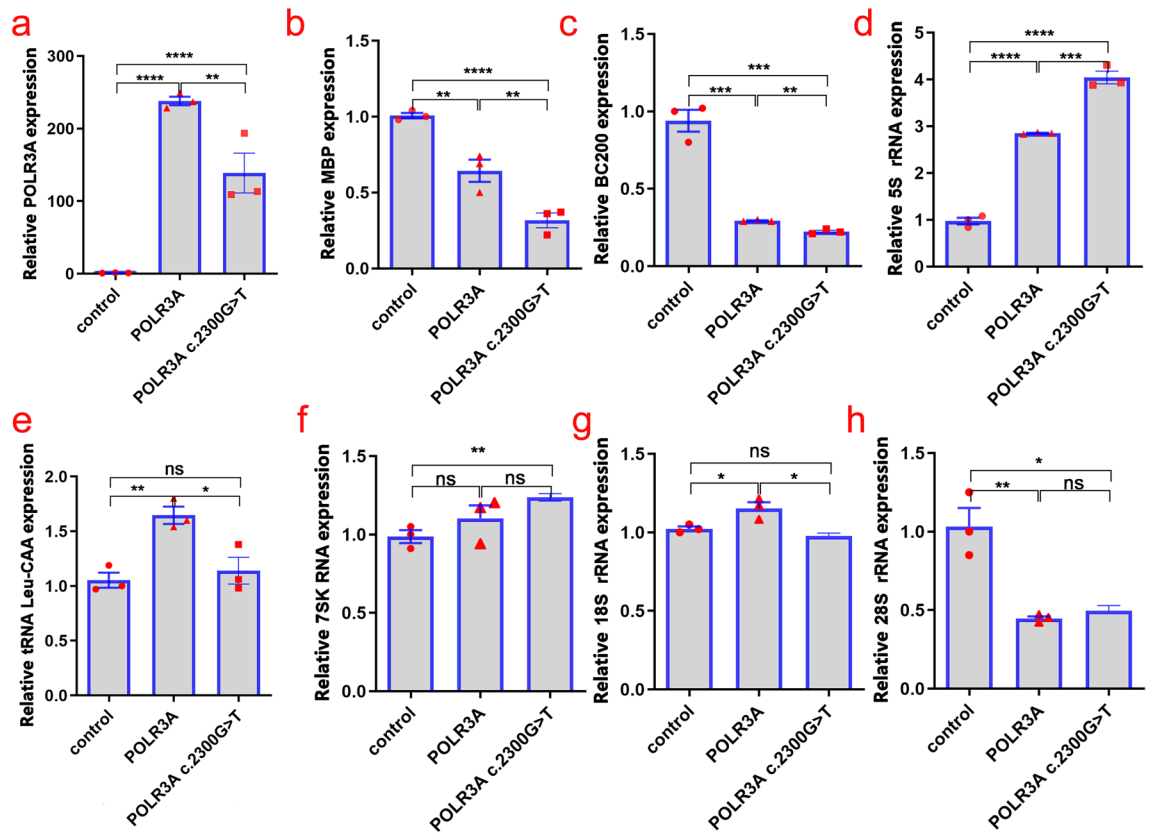 a
Relative POLR3A expression
300
200
100
0
****
****
**
control
POLR3A
POLR3A c.2300G>T
b
Relative MBP expression
1.5
1.0
0.5
0.0
****
**
**
control
POLR3A
POLR3A c.2300G>T
c
Relative BC200 expression
1.5
1.0
0.5
0.0
***
***
**
control
POLR3A
POLR3A c.2300G>T
d
Relative 5S rRNA expression
5
4
3
2
1
0
****
****
***
control
POLR3A
POLR3A c.2300G>T
e
Relative tRNA Leu-CAA expression
2.0
1.5
1.0
0.5
0.0
ns
**
*
control
POLR3A
POLR3A c.2300G>T
f
Relative 7SK RNA expression
1.5
1.0
0.5
0.0
**
ns
ns
control
POLR3A
POLR3A c.2300G>T
g
Relative 18S rRNA expression
1.5
1.0
0.5
0.0
ns
*
*
control
POLR3A
POLR3A c.2300G>T
h
Relative 28S rRNA expression
1.5
1.0
0.5
0.0
*
**
ns
control
POLR3A
POLR3A c.2300G>T